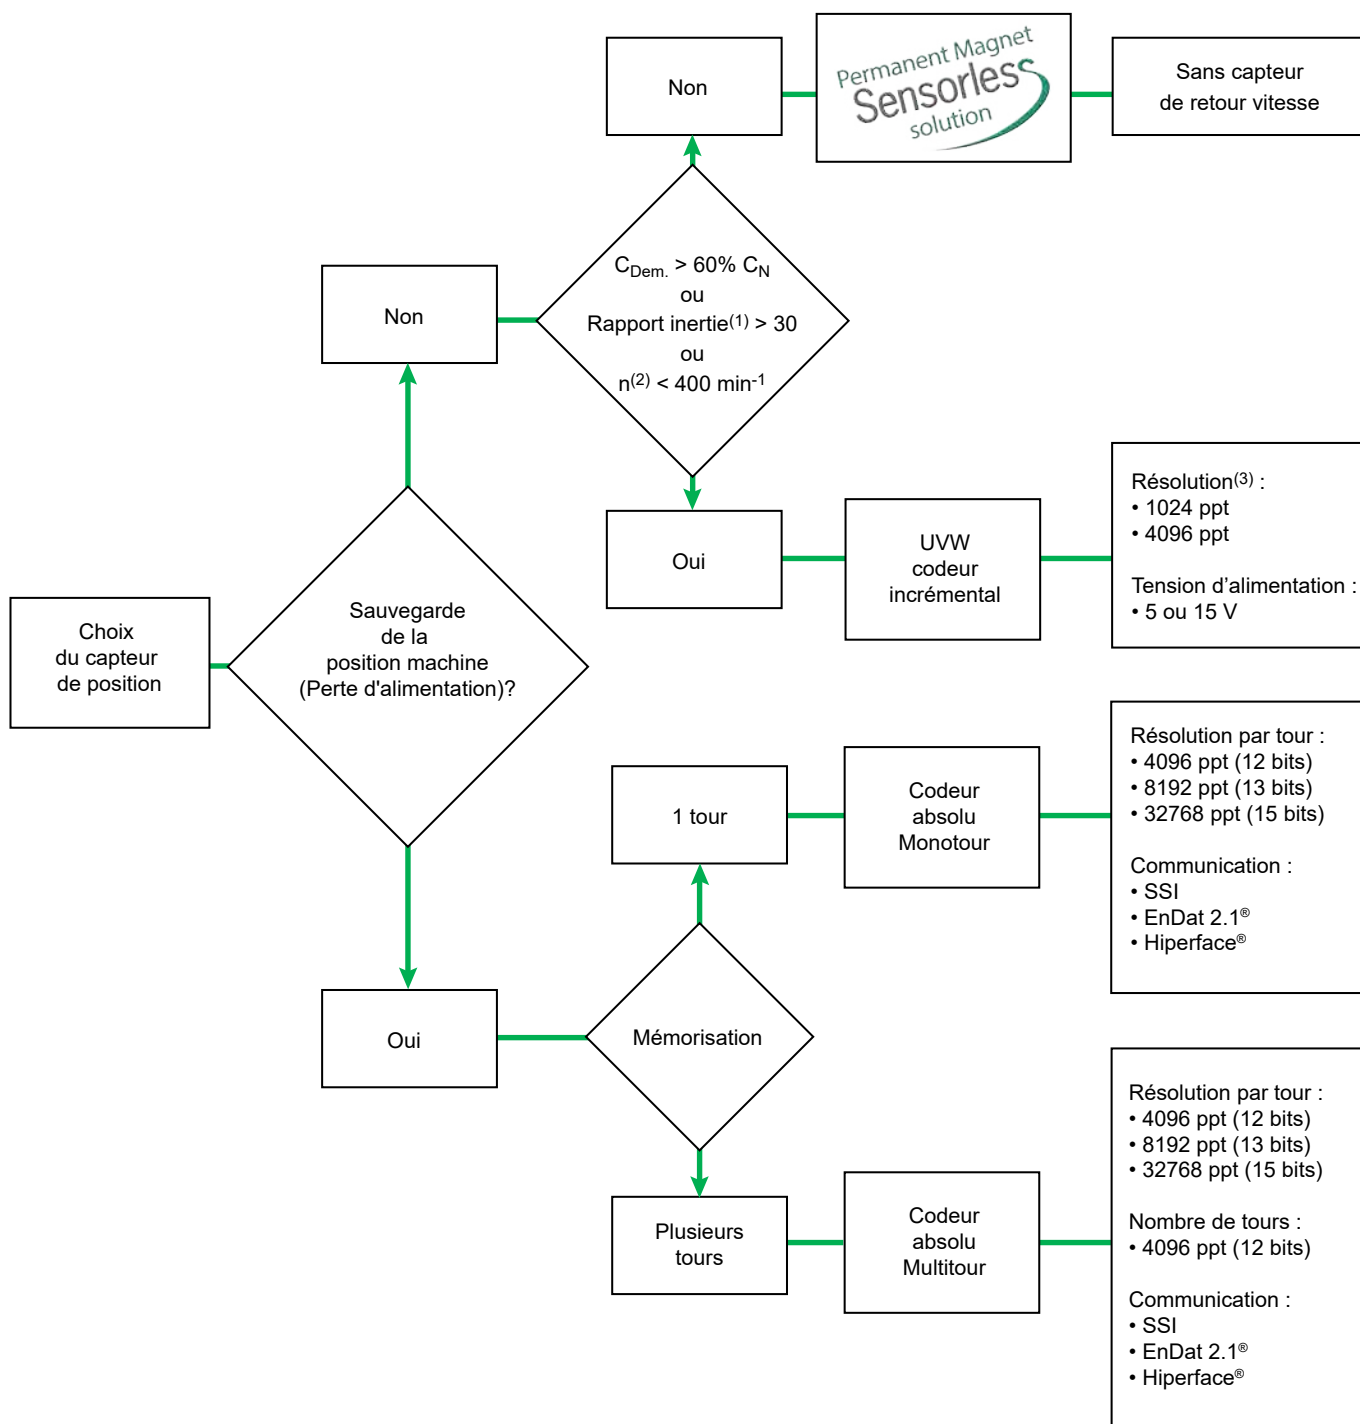 Permanent Magnet
Sensorless
solution
Non
Sans capteur
de retour vitesse
C_Dem. > 60% C_N
ou
Rapport inertie(1) > 30
ou
n(2) < 400 min-1
Non
Résolution(3) :
• 1024 ppt
• 4096 ppt
Tension d’alimentation :
• 5 ou 15 V
Oui
UVW
codeur
incrémental
Choix
du capteur
de position
Sauvegarde
de la
position machine
(Perte d'alimentation)?
1 tour
Codeur
absolu
Monotour
Résolution par tour :
• 4096 ppt (12 bits)
• 8192 ppt (13 bits)
• 32768 ppt (15 bits)
Communication :
• SSI
• EnDat 2.1®
• Hiperface®
Oui
Mémorisation
Plusieurs
tours
Codeur
absolu
Multitour
Résolution par tour :
• 4096 ppt (12 bits)
• 8192 ppt (13 bits)
• 32768 ppt (15 bits)
Nombre de tours :
• 4096 ppt (12 bits)
Communication :
• SSI
• EnDat 2.1®
• Hiperface®